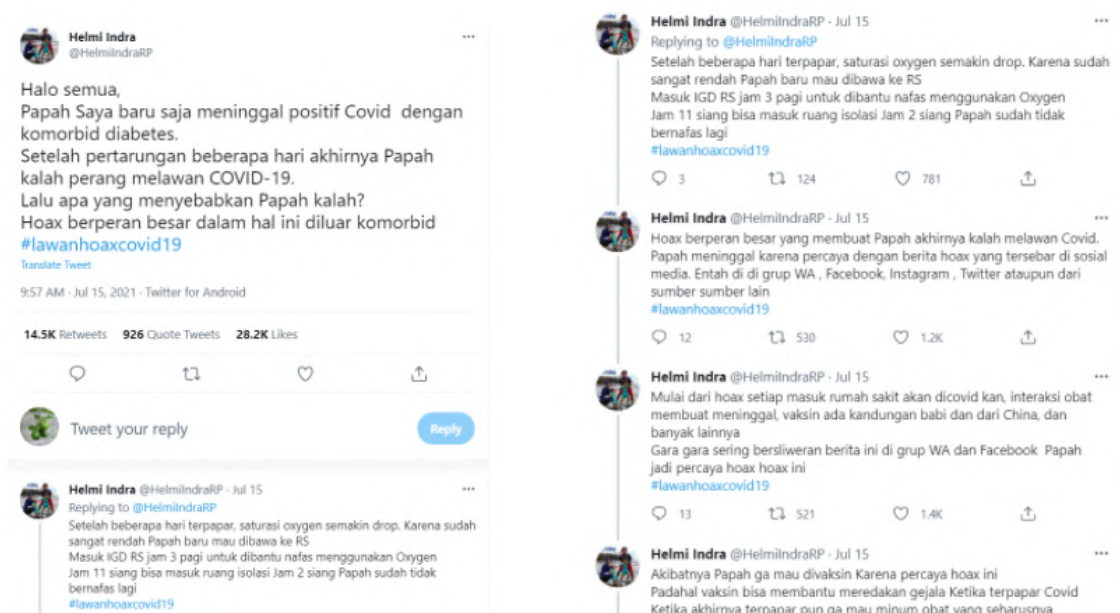 Helmi Indra
@HelmiIndraRP
Halo semua,
Papah Saya baru saja meninggal positif Covid dengan
komorbid diabetes.
Setelah pertarungan beberapa hari akhirnya Papah
kalah perang melawan COVID-19.
Lalu apa yang menyebabkan Papah kalah?
Hoax berperan besar dalam hal ini diluar komorbid
#lawanhoaxcovid19
Translate Tweet
9:57 AM · Jul 15, 2021 · Twitter for Android
14.5K Retweets 926 Quote Tweets 28.2K Likes
Tweet your reply
Reply
Helmi Indra @HelmiIndraRP · Jul 15
Replying to @HelmiIndraRP
Setelah beberapa hari terpapar, saturasi oxygen semakin drop. Karena sudah
sangat rendah Papah baru mau dibawa ke RS
Masuk IGD RS jam 3 pagi untuk dibantu nafas menggunakan Oxygen
Jam 11 siang bisa masuk ruang isolasi Jam 2 siang Papah sudah tidak
bernafas lagi
#lawanhoaxcovid19
Helmi Indra @HelmiIndraRP · Jul 15
Replying to @HelmiIndraRP
Setelah beberapa hari terpapar, saturasi oxygen semakin drop. Karena sudah
sangat rendah Papah baru mau dibawa ke RS
Masuk IGD RS jam 3 pagi untuk dibantu nafas menggunakan Oxygen
Jam 11 siang bisa masuk ruang isolasi Jam 2 siang Papah sudah tidak
bernafas lagi
#lawanhoaxcovid19
3 124 781
Helmi Indra @HelmiIndraRP · Jul 15
Hoax berperan besar yang membuat Papah akhirnya kalah melawan Covid.
Papah meninggal karena percaya dengan berita hoax yang tersebar di sosial
media. Entah di di grup WA , Facebook, Instagram , Twitter ataupun dari
sumber sumber lain
#lawanhoaxcovid19
12 530 1.2K
Helmi Indra @HelmiIndraRP · Jul 15
Mulai dari hoax setiap masuk rumah sakit akan dicovid kan, interaksi obat
membuat meninggal, vaksin ada kandungan babi dan dari China, dan
banyak lainnya
Gara gara sering bersliweran berita ini di grup WA dan Facebook Papah
jadi percaya hoax hoax ini
#lawanhoaxcovid19
13 521 1.4K
Helmi Indra @HelmiIndraRP · Jul 15
Akibatnya Papah ga mau divaksin Karena percaya hoax ini
Padahal vaksin bisa membantu meredakan gejala Ketika terpapar Covid
Ketika akhirnya terpapar pun ga mau minum obat yang seharusnya